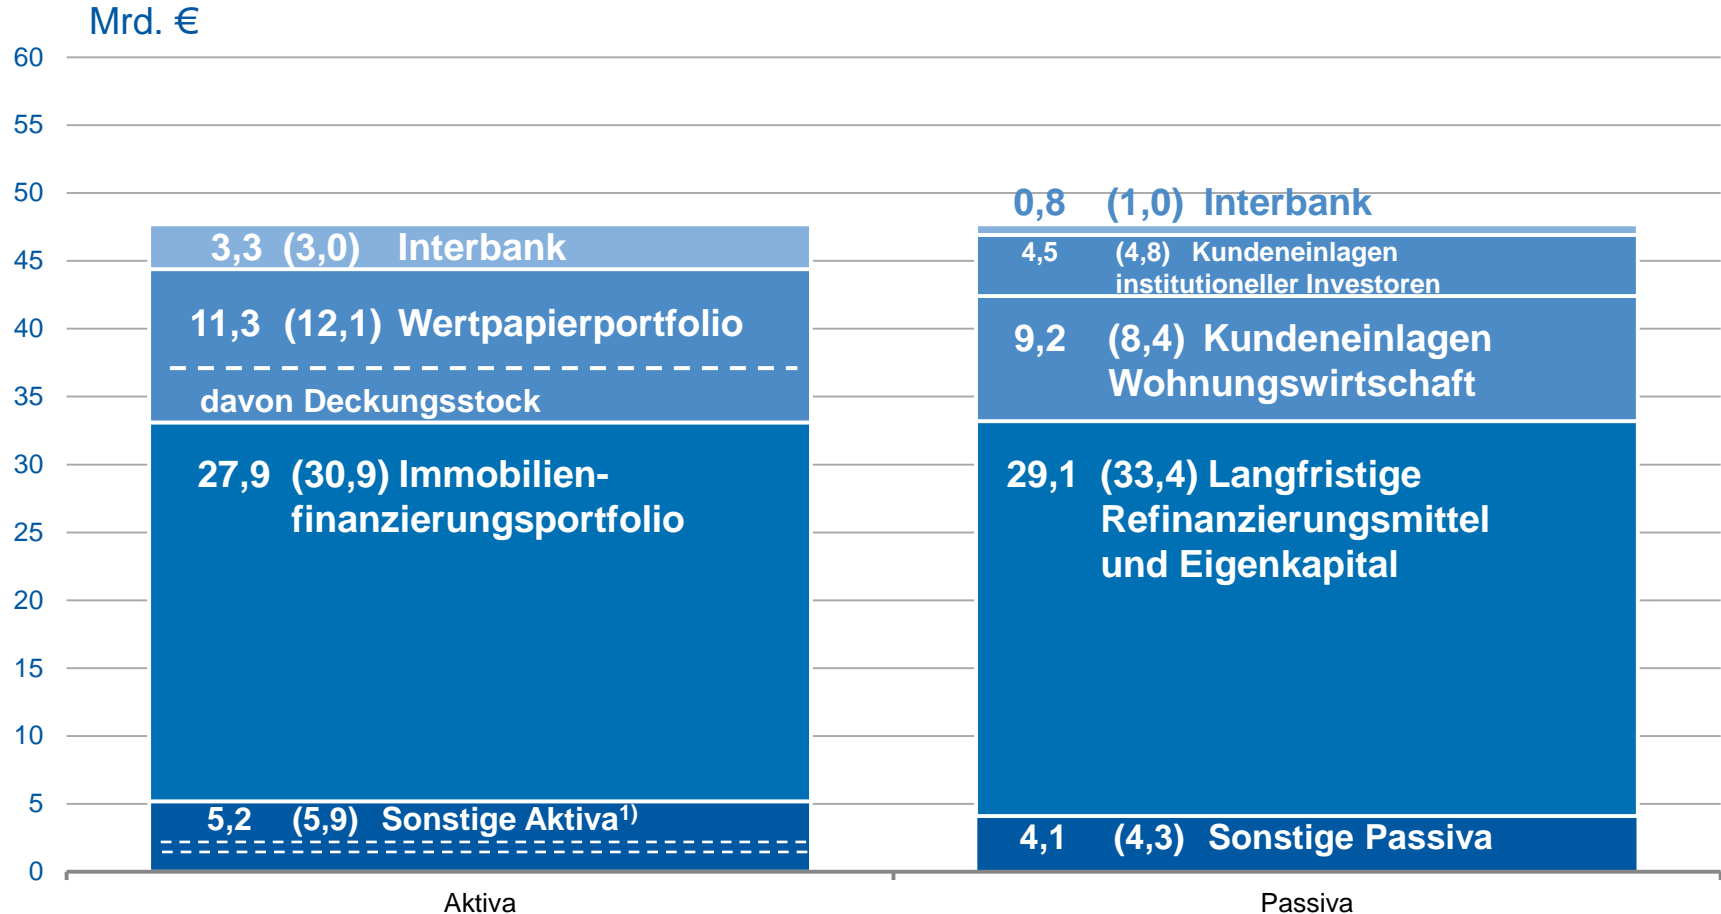 Mrd. €
60
55
50
45
40
35
30
25
20
15
10
5
0
3,3 (3,0) Interbank
11,3 (12,1) Wertpapierportfolio
davon Deckungsstock
27,9 (30,9) Immobilien-
finanzierungsportfolio
5,2 (5,9) Sonstige Aktiva¹⁾
0,8 (1,0) Interbank
4,5 (4,8) Kundeneinlagen
institutioneller Investoren
9,2 (8,4) Kundeneinlagen
Wohnungswirtschaft
29,1 (33,4) Langfristige
Refinanzierungsmittel
und Eigenkapital
4,1 (4,3) Sonstige Passiva
Aktiva
Passiva